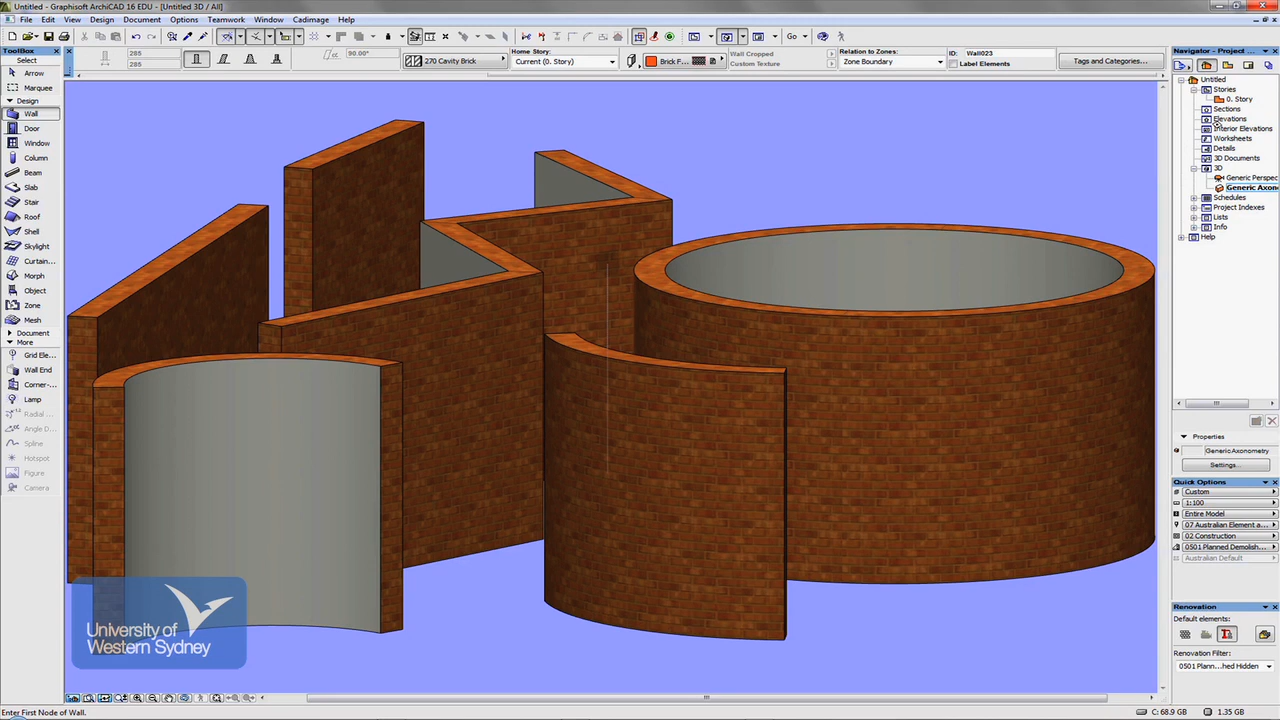 Untitled - Graphisoft ArchiCAD 16 EDU - [Untitled 3D / All]
File Edit View Design Document Options Teamwork Window Cadimage Help
ToolBox
Select
Arrow
Marquee
Design
Wall
Door
Window
Column
Beam
Slab
Stair
Roof
Shell
Skylight
Curtain...
Morph
Object
Zone
Mesh
Document
More
Grid Ele...
Wall End
Corner-...
Lamp
Radial ...
Angle D...
Spline
Hotspot
Figure
Camera
285
285
90.00°
270 Cavity Brick
Home Story:
Current (0. Story)
Brick F...
Wall Cropped
Custom Texture
Relation to Zones:
Zone Boundary
ID: Wall023
Label Elements
Tags and Categories...
Navigator - Project ...
Untitled
Stories
0. Story
Sections
Elevations
Interior Elevations
Worksheets
Details
3D Documents
3D
Generic Perspec
Generic Axono
Schedules
Project Indexes
Lists
Info
Help
Properties
GenericAxonometry
Settings...
Quick Options
Custom
1:100
Entire Model
07 Australian Element a...
02 Construction
0501 Planned Demolish...
Australian Default
Renovation
Default elements:
Renovation Filter:
0501 Plann...hed Hidden
University of
Western Sydney
Enter First Node of Wall.
C: 68.9 GB
1.35 GB